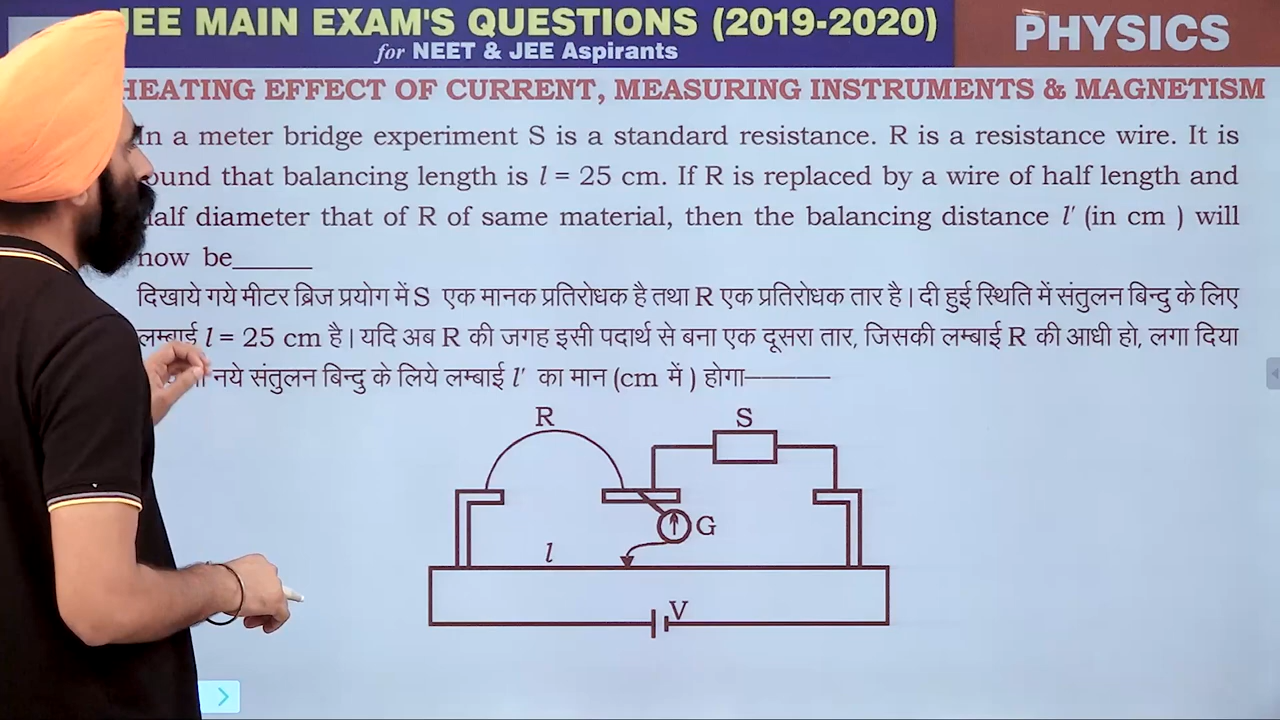 JEE MAIN EXAM'S QUESTIONS (2019-2020)
for NEET & JEE Aspirants
PHYSICS
HEATING EFFECT OF CURRENT, MEASURING INSTRUMENTS & MAGNETISM
In a meter bridge experiment S is a standard resistance. R is a resistance wire. It is
ound that balancing length is l = 25 cm. If R is replaced by a wire of half length and
alf diameter that of R of same material, then the balancing distance l' (in cm ) will
now be_____
दिखाये गये मीटर ब्रिज प्रयोग में S एक मानक प्रतिरोधक है तथा R एक प्रतिरोधक तार है। दी हुई स्थिति में संतुलन बिन्दु के लिए
लम्बाई l = 25 cm है। यदि अब R की जगह इसी पदार्थ से बना एक दूसरा तार, जिसकी लम्बाई R की आधी हो, लगा दिया
नये संतुलन बिन्दु के लिये लम्बाई l' का मान (cm में ) होगा————
R
S
G
l
V